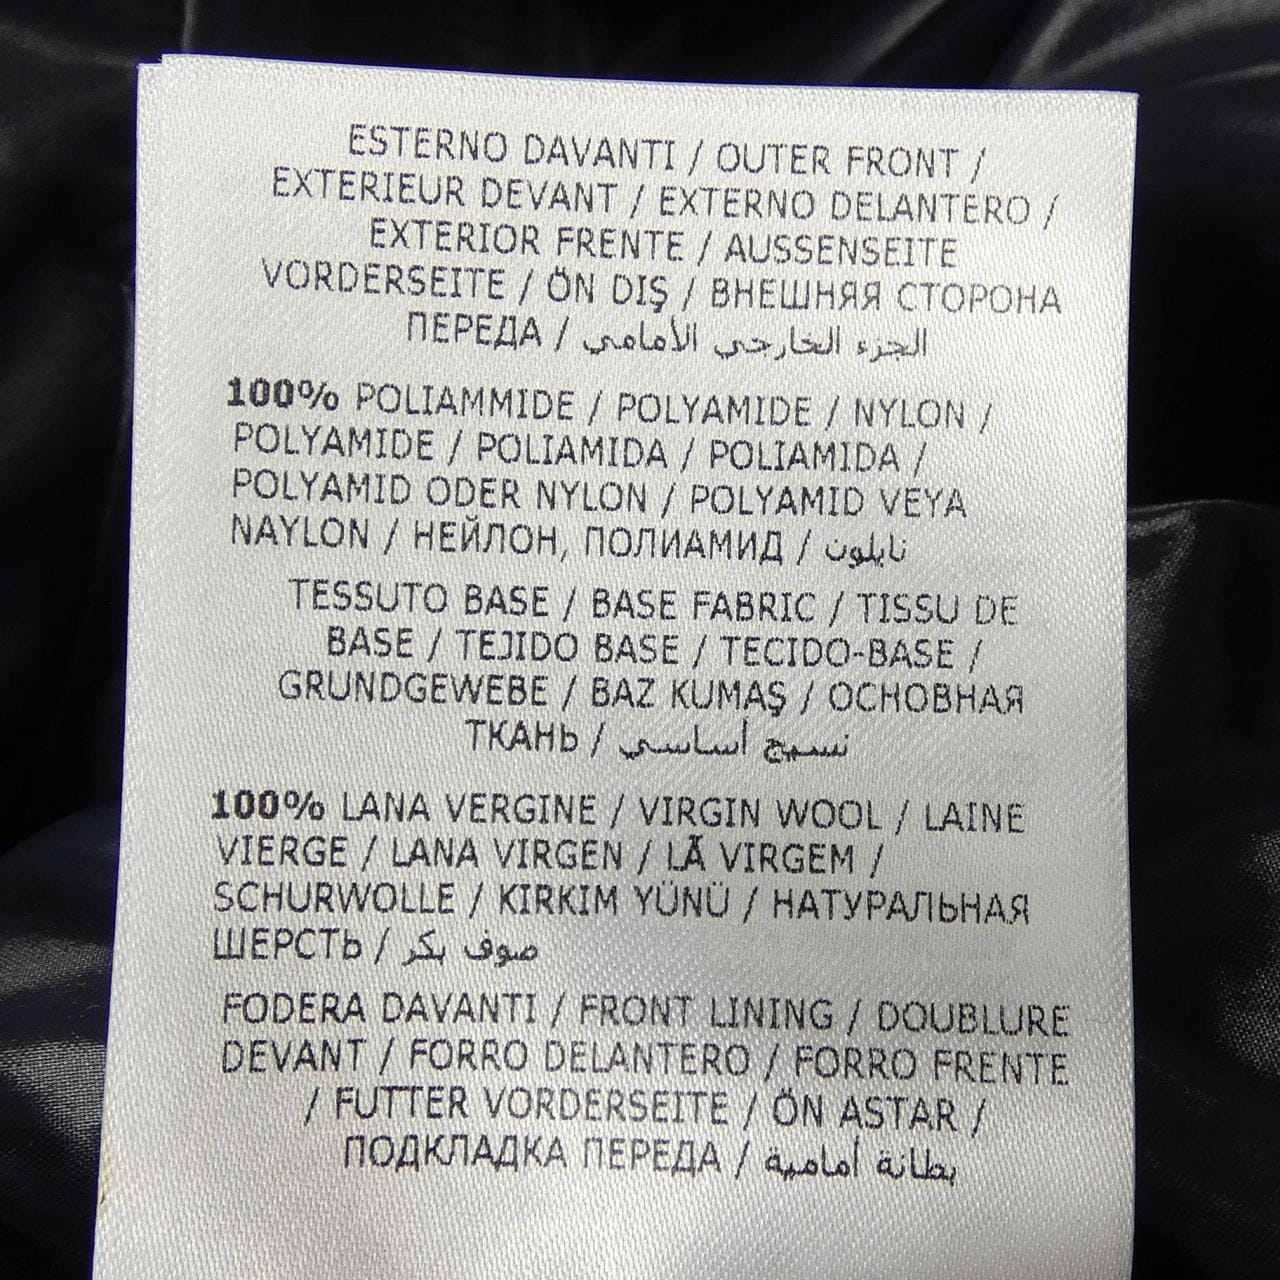 ESTERNO DAVANTI / OUTER FRONT /
EXTERIEUR DEVANT / EXTERNO DELANTERO /
EXTERIOR FRENTE / AUSSENSEITE
VORDERSEITE / ÖN DIŞ / ВНЕШНЯЯ СТОРОНА
ПЕРЕДА / الجزء الخارجي الأمامي
100% POLIAMMIDE / POLYAMIDE / NYLON /
POLYAMIDE / POLIAMIDA / POLIAMIDA /
POLYAMID ODER NYLON / POLYAMID VEYA
NAYLON / НЕЙЛОН, ПОЛИАМИД / نايلون
TESSUTO BASE / BASE FABRIC / TISSU DE
BASE / TEJIDO BASE / TECIDO-BASE /
GRUNDGEWEBE / BAZ KUMAŞ / ОСНОВНАЯ
ТКАНЬ / نسيج أساسي
100% LANA VERGINE / VIRGIN WOOL / LAINE
VIERGE / LANA VIRGEN / LÃ VIRGEM /
SCHURWOLLE / KIRKIM YÜNÜ / НАТУРАЛЬНАЯ
ШЕРСТЬ / صوف بكر
FODERA DAVANTI / FRONT LINING / DOUBLURE
DEVANT / FORRO DELANTERO / FORRO FRENTE
/ FUTTER VORDERSEITE / ÖN ASTAR /
ПОДКЛАДКА ПЕРЕДА / بطانة أمامية